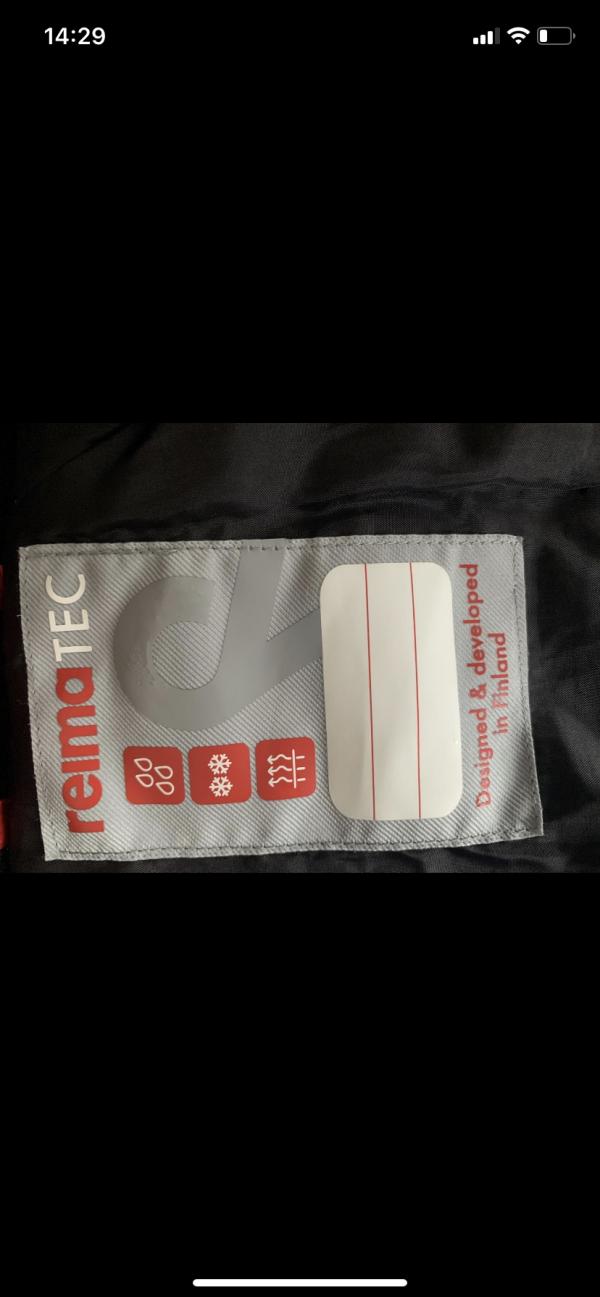 14:29
reimaTEC
Designed & developed
in Finland